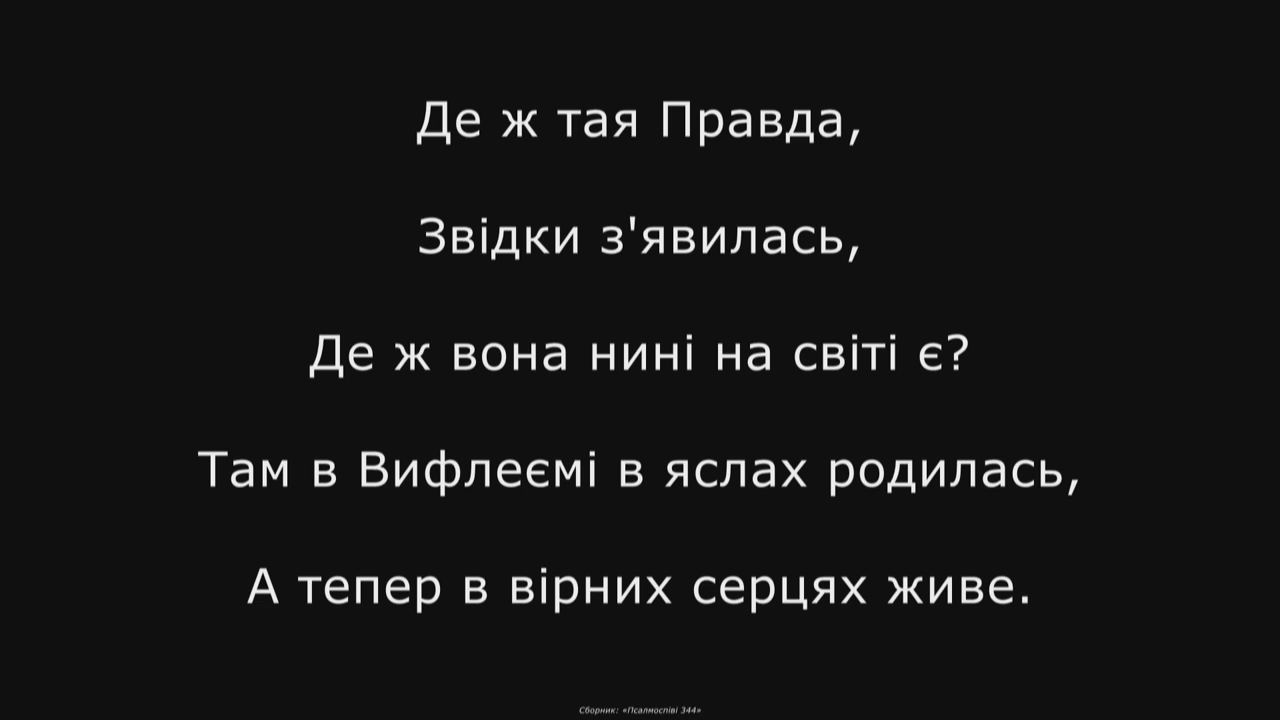 Де ж тая Правда,
Звідки з'явилась,
Де ж вона нині на світі є?
Там в Вифлеємі в яслах родилась,
А тепер в вірних серцях живе.
Сборник: «Псалмоспіві 344»